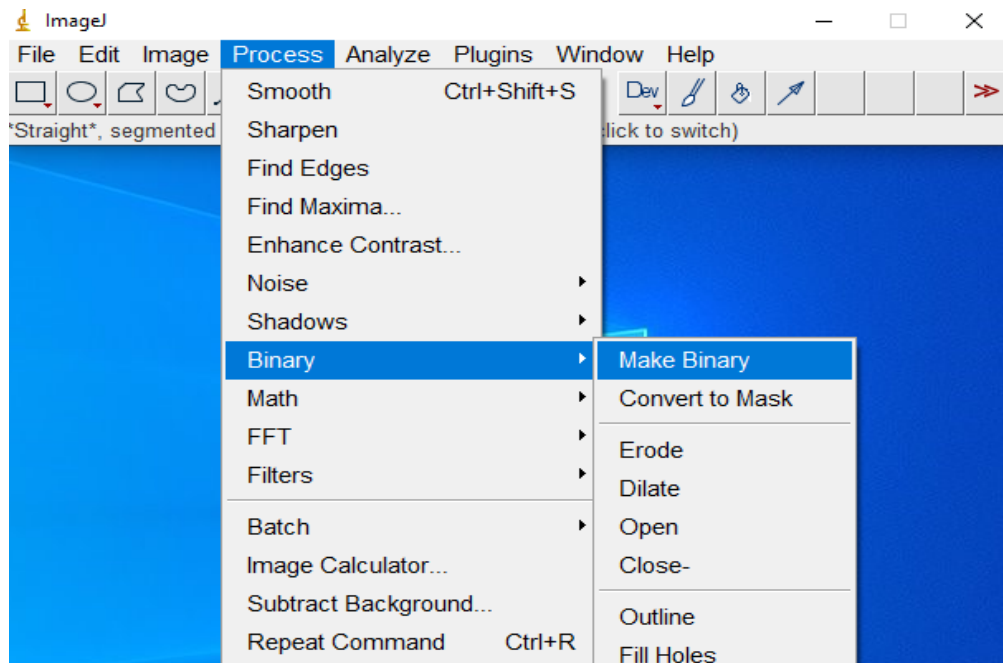 ImageJ
File Edit Image Process Analyze Plugins Window Help
Dev
*Straight*, segmented
click to switch)
Smooth Ctrl+Shift+S
Sharpen
Find Edges
Find Maxima...
Enhance Contrast...
Noise
Shadows
Binary
Math
FFT
Filters
Batch
Image Calculator...
Subtract Background...
Repeat Command Ctrl+R
Make Binary
Convert to Mask
Erode
Dilate
Open
Close-
Outline
Fill Holes